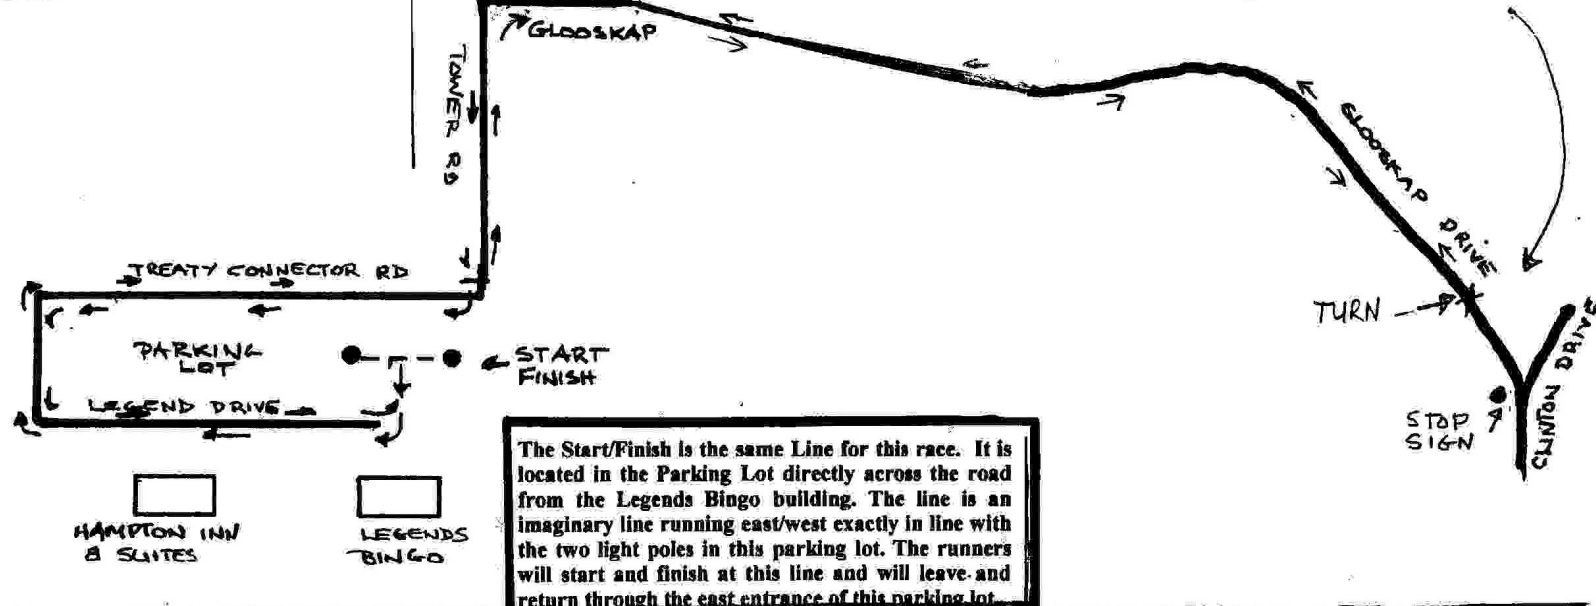 GLOOSKAP
TOWER RD
GLOOSKAP DRIVE
TREATY CONNECTOR RD
TURN
PARKING
LOT
START
FINISH
CLINTON DRIVE
LEGEND DRIVE
STOP
SIGN
The Start/Finish is the same Line for this race. It is
located in the Parking Lot directly across the road
from the Legends Bingo building. The line is an
imaginary line running east/west exactly in line with
the two light poles in this parking lot. The runners
will start and finish at this line and will leave and
return through the east entrance of this parking lot.
HAMPTON INN
& SUITES
LEGENDS
BINGO